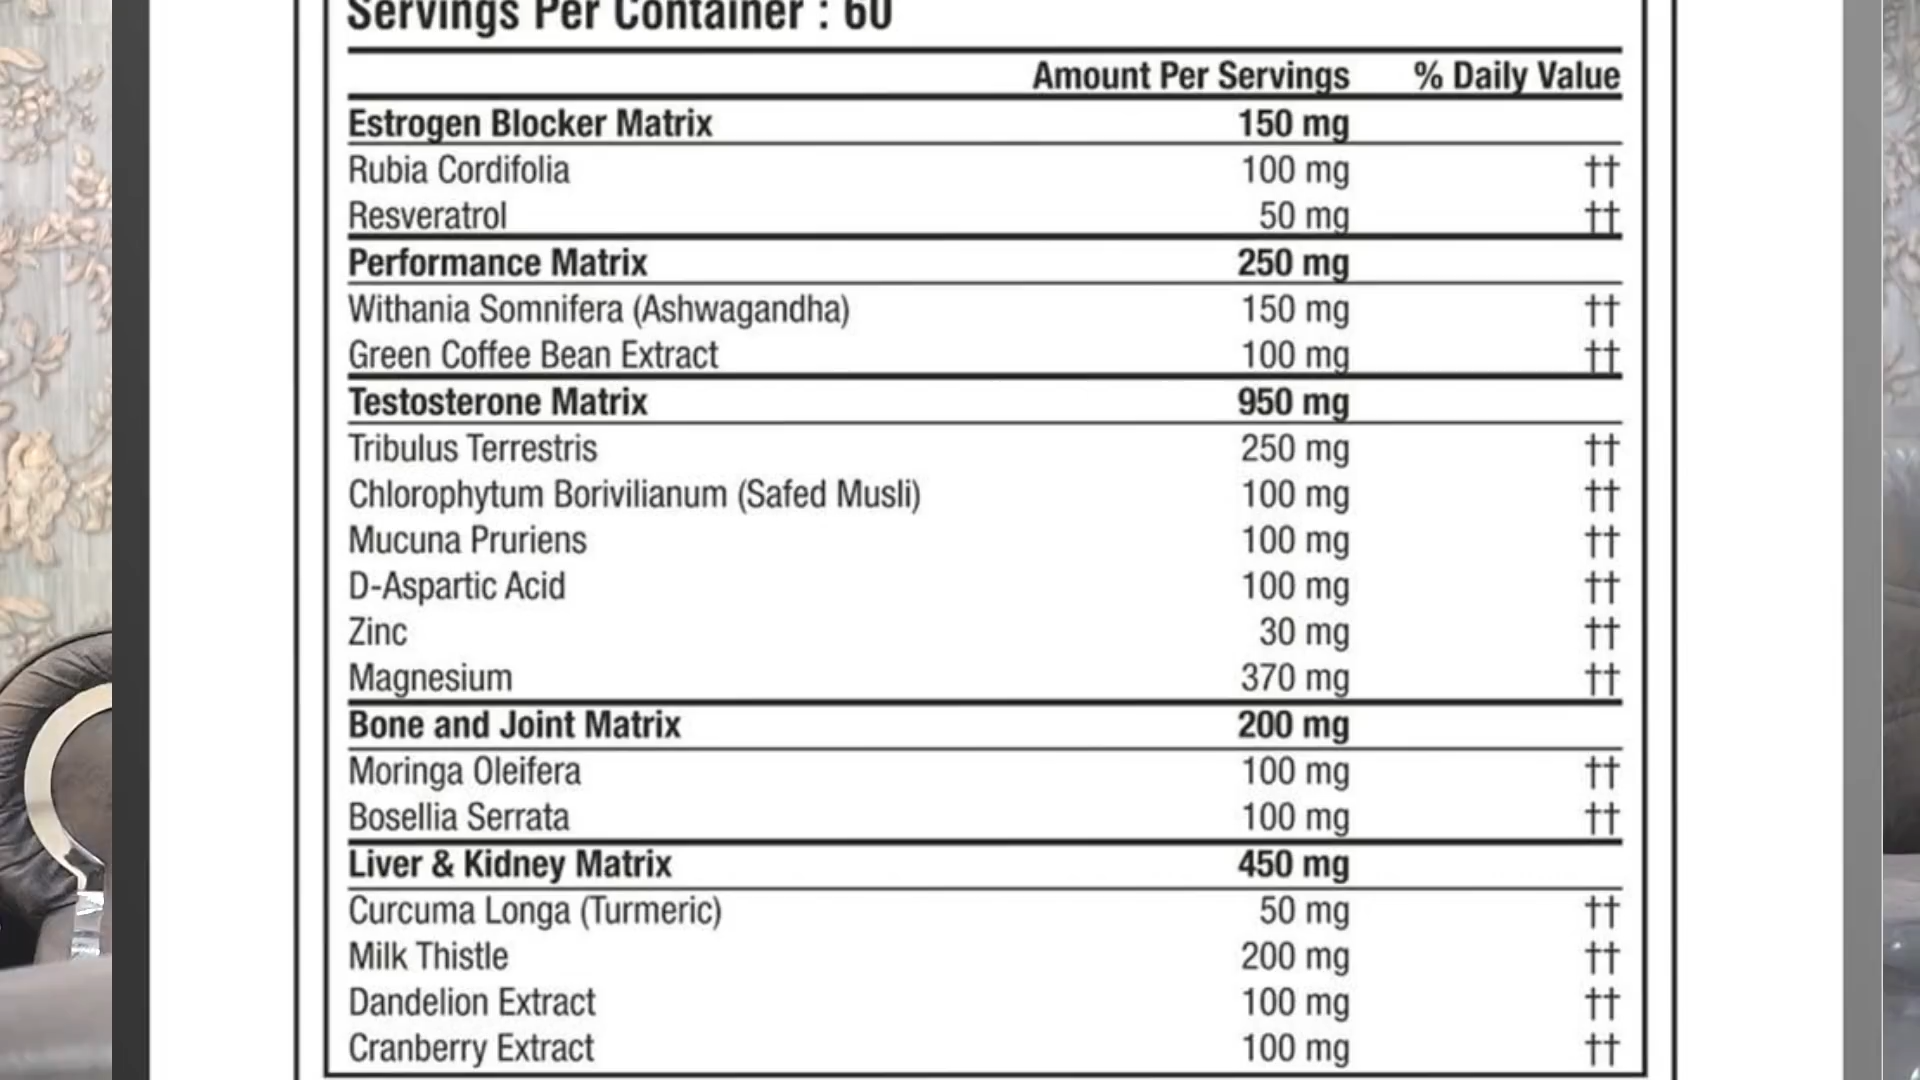 Servings Per Container : 60
Amount Per Servings % Daily Value
Estrogen Blocker Matrix 150 mg
Rubia Cordifolia 100 mg ††
Resveratrol 50 mg ††
Performance Matrix 250 mg
Withania Somnifera (Ashwagandha) 150 mg ††
Green Coffee Bean Extract 100 mg ††
Testosterone Matrix 950 mg
Tribulus Terrestris 250 mg ††
Chlorophytum Borivilianum (Safed Musli) 100 mg ††
Mucuna Pruriens 100 mg ††
D-Aspartic Acid 100 mg ††
Zinc 30 mg ††
Magnesium 370 mg ††
Bone and Joint Matrix 200 mg
Moringa Oleifera 100 mg ††
Bosellia Serrata 100 mg ††
Liver & Kidney Matrix 450 mg
Curcuma Longa (Turmeric) 50 mg ††
Milk Thistle 200 mg ††
Dandelion Extract 100 mg ††
Cranberry Extract 100 mg ††